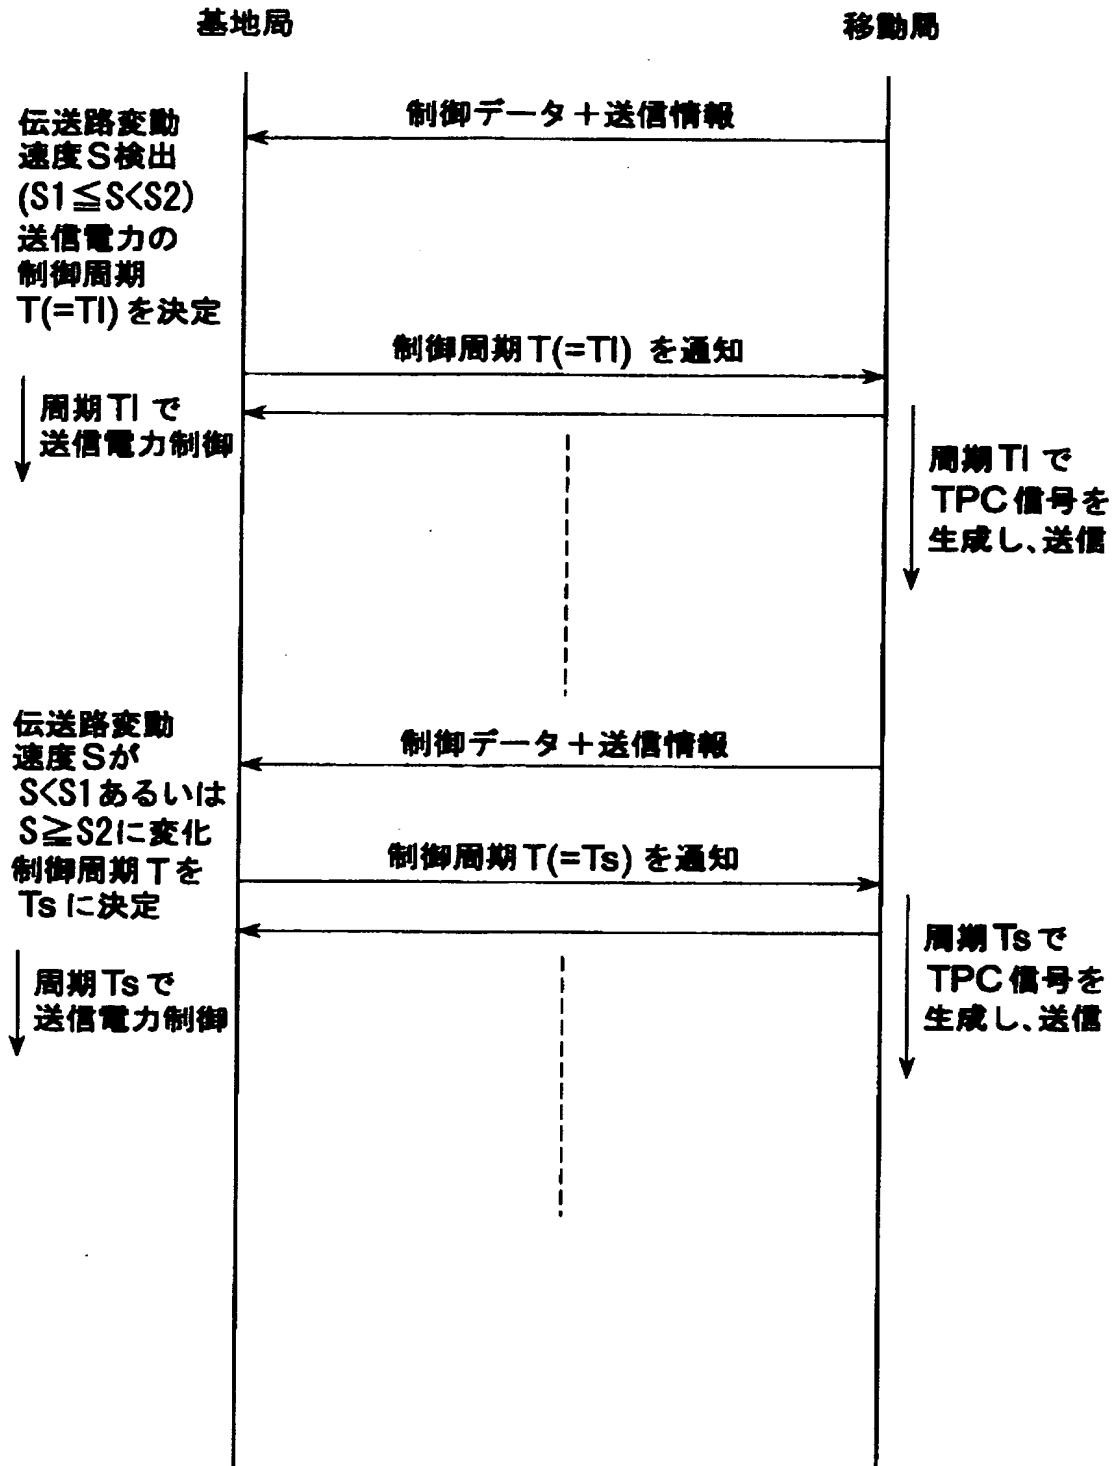 基地局
移動局
制御データ＋送信情報
伝送路変動
速度S検出
(S1≦S<S2)
送信電力の
制御周期
T(=Tl)を決定
制御周期T(=Tl) を通知
周期Tlで
送信電力制御
周期Tlで
TPC信号を
生成し、送信
伝送路変動
速度Sが
S<S1あるいは
S≧S2に変化
制御周期Tを
Tsに決定
制御データ＋送信情報
制御周期T(=Ts) を通知
周期Tsで
送信電力制御
周期Tsで
TPC信号を
生成し、送信